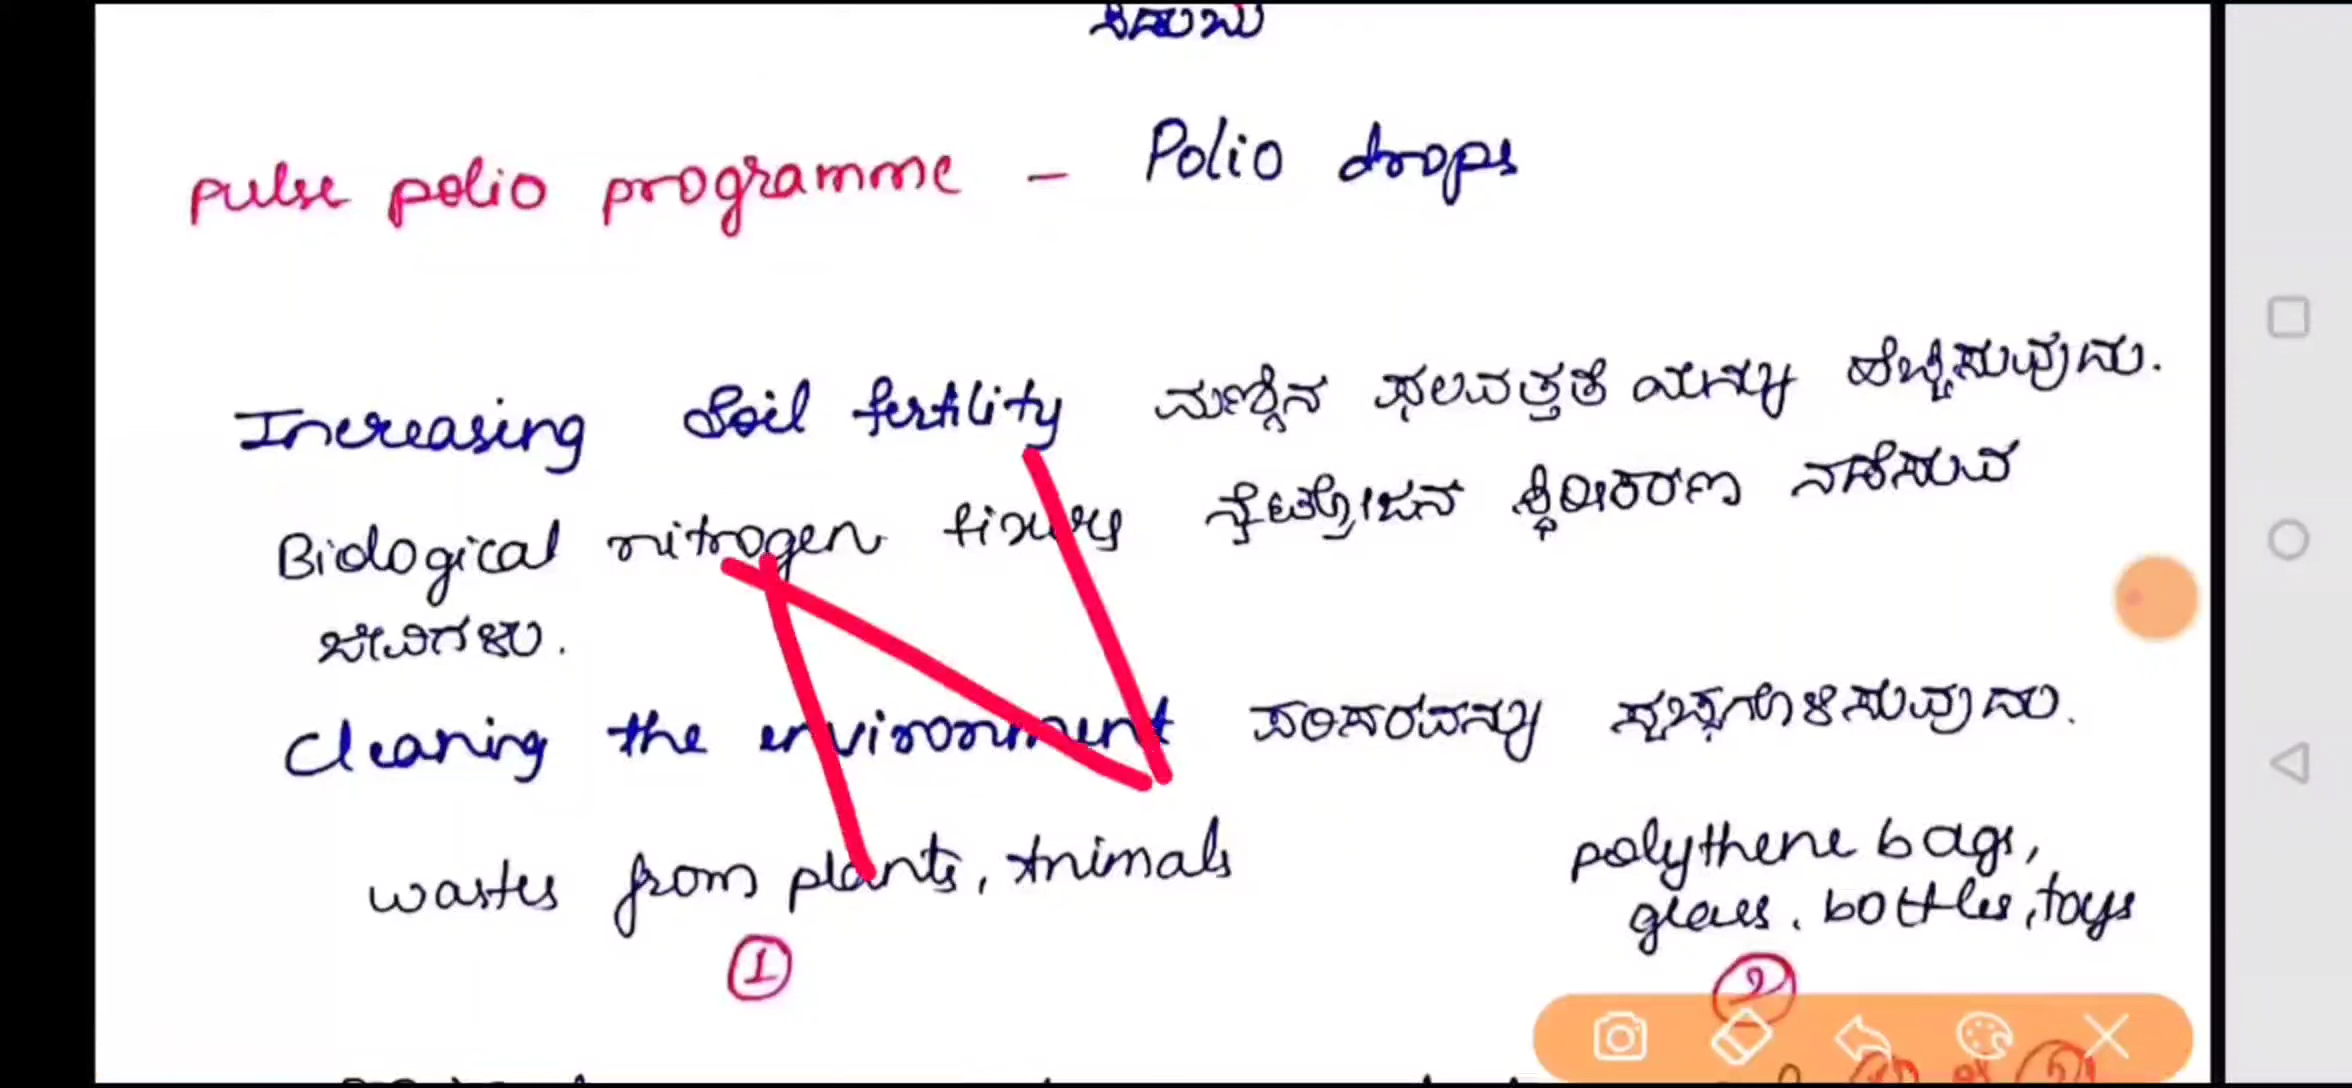 ಸಿಡುಬು
pulse polio programme - Polio drops
Increasing Soil fertility ಮಣ್ಣಿನ ಫಲವತ್ತತೆ ಯನ್ನು ಹೆಚ್ಚಿಸುವುದು.
Biological nitrogen fixers ನೈಟ್ರೋಜನ ಸ್ಥಿರೀಕರಣ ನಡೆಸುವ
ಜೀವಿಗಳು.
Cleaning the environment ಪರಿಸರವನ್ನು ಸ್ವಚ್ಛಗೊಳಿಸುವುದು.
wastes from plants, Animals
polythene bags,
glass, bottles, toys
1
2